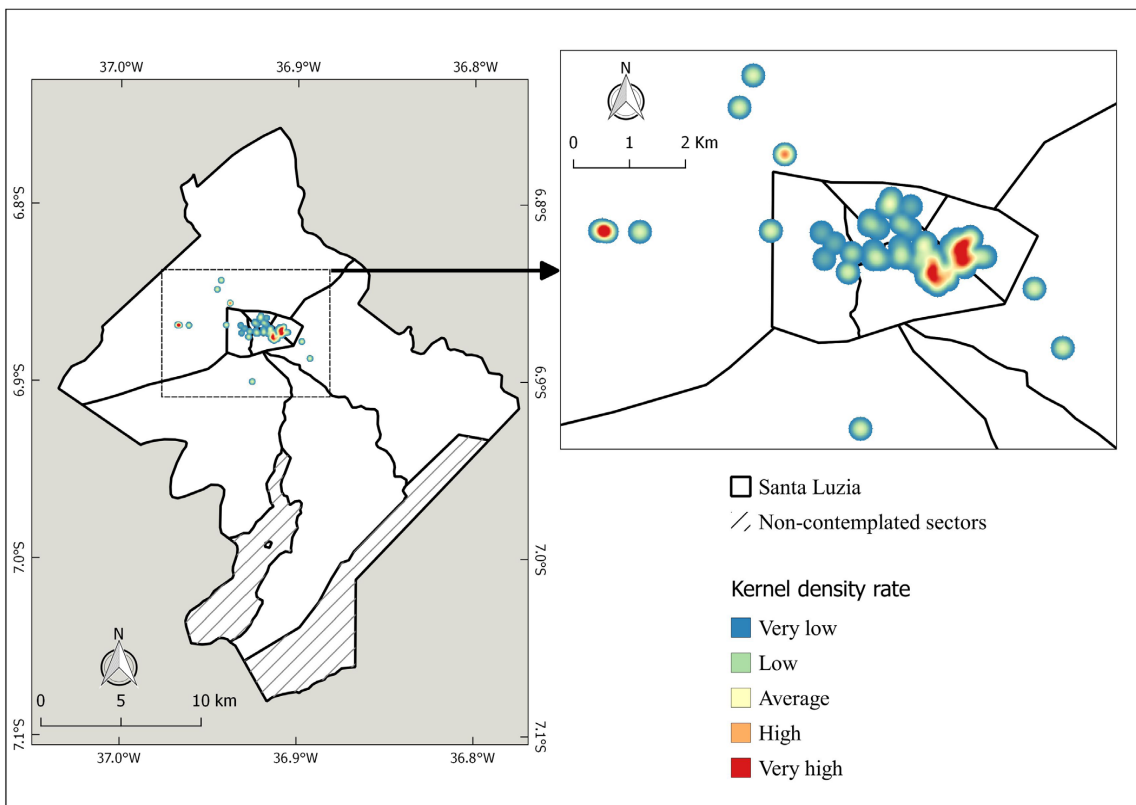 37.0°W
36.9°W
36.8°W
6.8°S
6.9°S
7.0°S
7.1°S
6.8°S
6.9°S
7.0°S
7.1°S
N
0
5
10 km
37.0°W
36.9°W
36.8°W
N
0
1
2 Km
Santa Luzia
Non-contemplated sectors
Kernel density rate
Very low
Low
Average
High
Very high